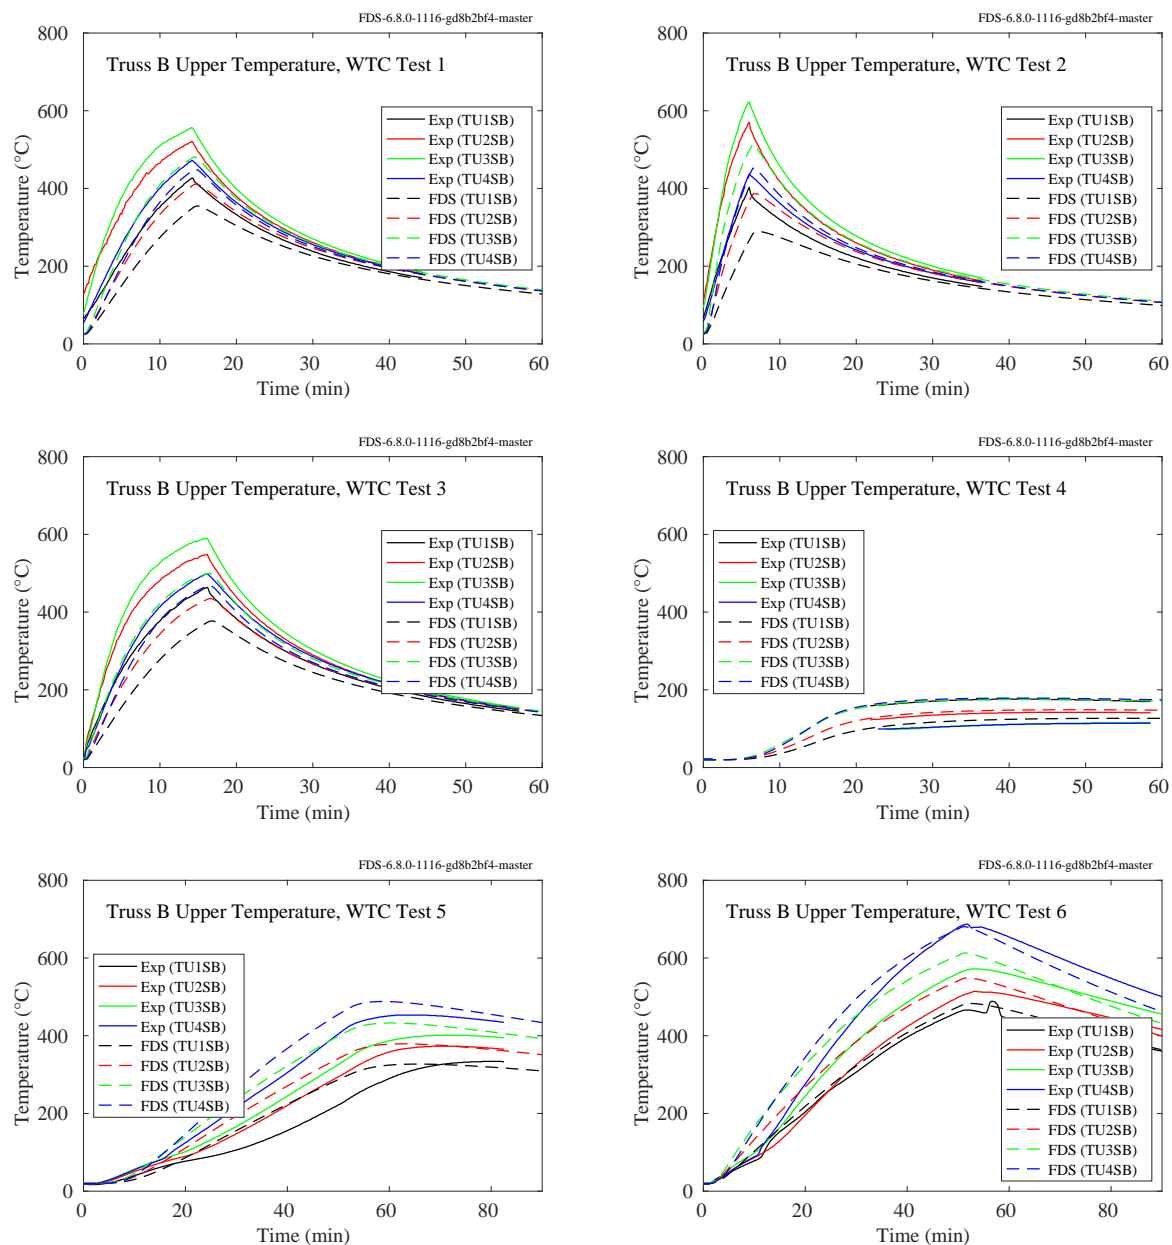 FDS-6.8.0-1116-gd8b2bf4-master
Truss B Upper Temperature, WTC Test 1
Exp (TU1SB)
Exp (TU2SB)
Exp (TU3SB)
Exp (TU4SB)
FDS (TU1SB)
FDS (TU2SB)
FDS (TU3SB)
FDS (TU4SB)
800
600
400
200
0
Temperature (°C)
0 10 20 30 40 50 60
Time (min)
FDS-6.8.0-1116-gd8b2bf4-master
Truss B Upper Temperature, WTC Test 2
Exp (TU1SB)
Exp (TU2SB)
Exp (TU3SB)
Exp (TU4SB)
FDS (TU1SB)
FDS (TU2SB)
FDS (TU3SB)
FDS (TU4SB)
800
600
400
200
0
Temperature (°C)
0 10 20 30 40 50 60
Time (min)
FDS-6.8.0-1116-gd8b2bf4-master
Truss B Upper Temperature, WTC Test 3
Exp (TU1SB)
Exp (TU2SB)
Exp (TU3SB)
Exp (TU4SB)
FDS (TU1SB)
FDS (TU2SB)
FDS (TU3SB)
FDS (TU4SB)
800
600
400
200
0
Temperature (°C)
0 10 20 30 40 50 60
Time (min)
FDS-6.8.0-1116-gd8b2bf4-master
Truss B Upper Temperature, WTC Test 4
Exp (TU1SB)
Exp (TU2SB)
Exp (TU3SB)
Exp (TU4SB)
FDS (TU1SB)
FDS (TU2SB)
FDS (TU3SB)
FDS (TU4SB)
800
600
400
200
0
Temperature (°C)
0 10 20 30 40 50 60
Time (min)
FDS-6.8.0-1116-gd8b2bf4-master
Truss B Upper Temperature, WTC Test 5
Exp (TU1SB)
Exp (TU2SB)
Exp (TU3SB)
Exp (TU4SB)
FDS (TU1SB)
FDS (TU2SB)
FDS (TU3SB)
FDS (TU4SB)
800
600
400
200
0
Temperature (°C)
0 20 40 60 80
Time (min)
FDS-6.8.0-1116-gd8b2bf4-master
Truss B Upper Temperature, WTC Test 6
Exp (TU1SB)
Exp (TU2SB)
Exp (TU3SB)
Exp (TU4SB)
FDS (TU1SB)
FDS (TU2SB)
FDS (TU3SB)
FDS (TU4SB)
800
600
400
200
0
Temperature (°C)
0 20 40 60 80
Time (min)